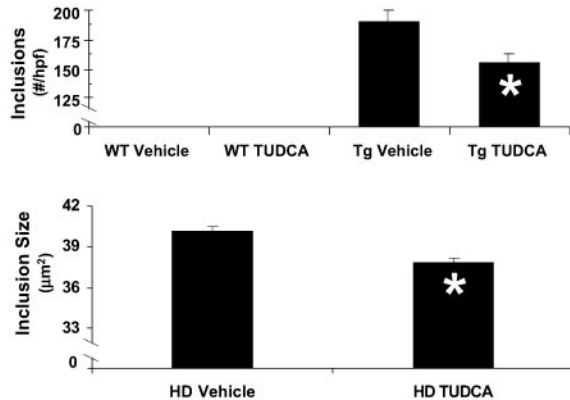 Inclusions
(#/hpf)
200
175
150
125
0
WT Vehicle WT TUDCA Tg Vehicle Tg TUDCA
*
Inclusion Size
(μm²)
42
39
36
33
0
HD Vehicle HD TUDCA
*